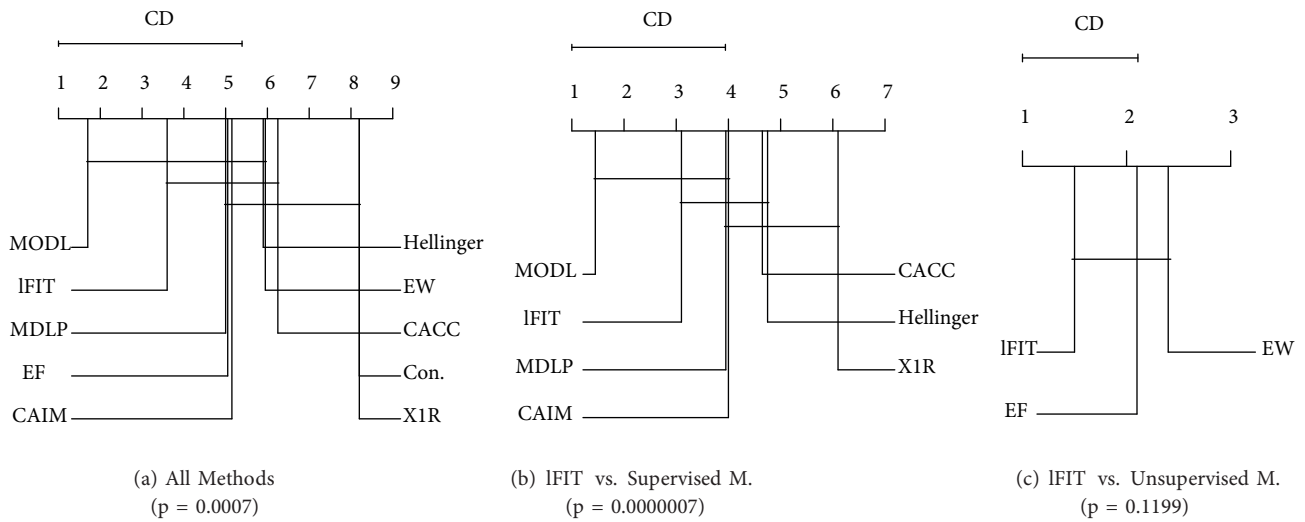 CD
1 2 3 4 5 6 7 8 9
MODL
lFIT
MDLP
EF
CAIM
Hellinger
EW
CACC
Con.
X1R
(a) All Methods
(p = 0.0007)
CD
1 2 3 4 5 6 7
MODL
lFIT
MDLP
CAIM
CACC
Hellinger
X1R
(b) lFIT vs. Supervised M.
(p = 0.0000007)
CD
1 2 3
lFIT
EF
EW
(c) lFIT vs. Unsupervised M.
(p = 0.1199)